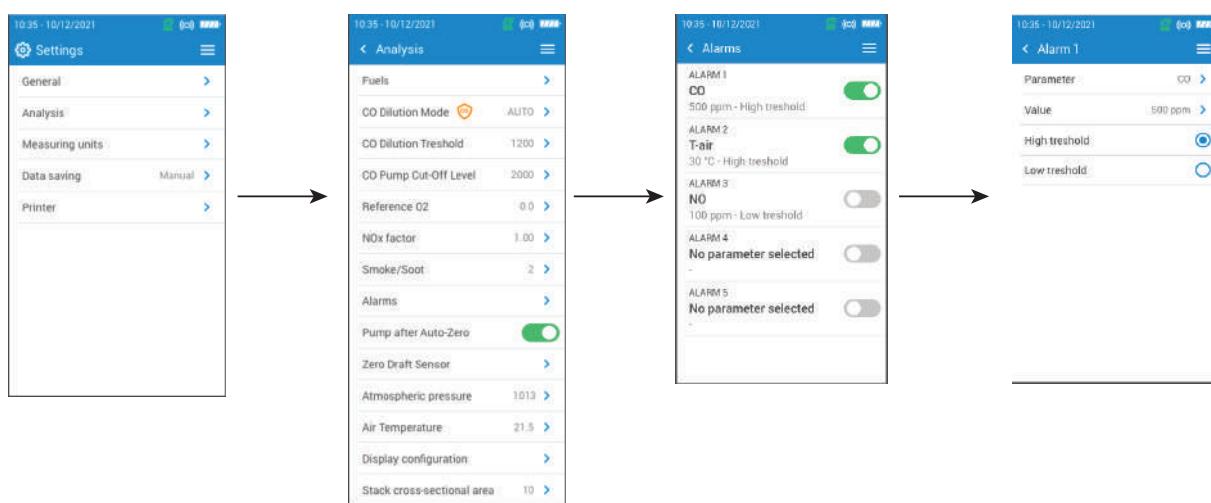 10:35 - 10/12/2021
Settings
General
Analysis
Measuring units
Data saving Manual
Printer
10:35 - 10/12/2021
Analysis
Fuels
CO Dilution Mode AUTO
CO Dilution Treshold 1200
CO Pump Cut-Off Level 2000
Reference O2 0.0
NOx factor 1.00
Smoke/Soot 2
Alarms
Pump after Auto-Zero
Zero Draft Sensor
Atmospheric pressure 1013
Air Temperature 21.5
Display configuration
Stack cross-sectional area 10
10:35 - 10/12/2021
Alarms
ALARM 1
CO
500 ppm - High treshold
ALARM 2
T-air
30 °C - High treshold
ALARM 3
NO
100 ppm - Low treshold
ALARM 4
No parameter selected
-
ALARM 5
No parameter selected
-
10:35 - 10/12/2021
Alarm 1
Parameter CO
Value 500 ppm
High treshold
Low treshold